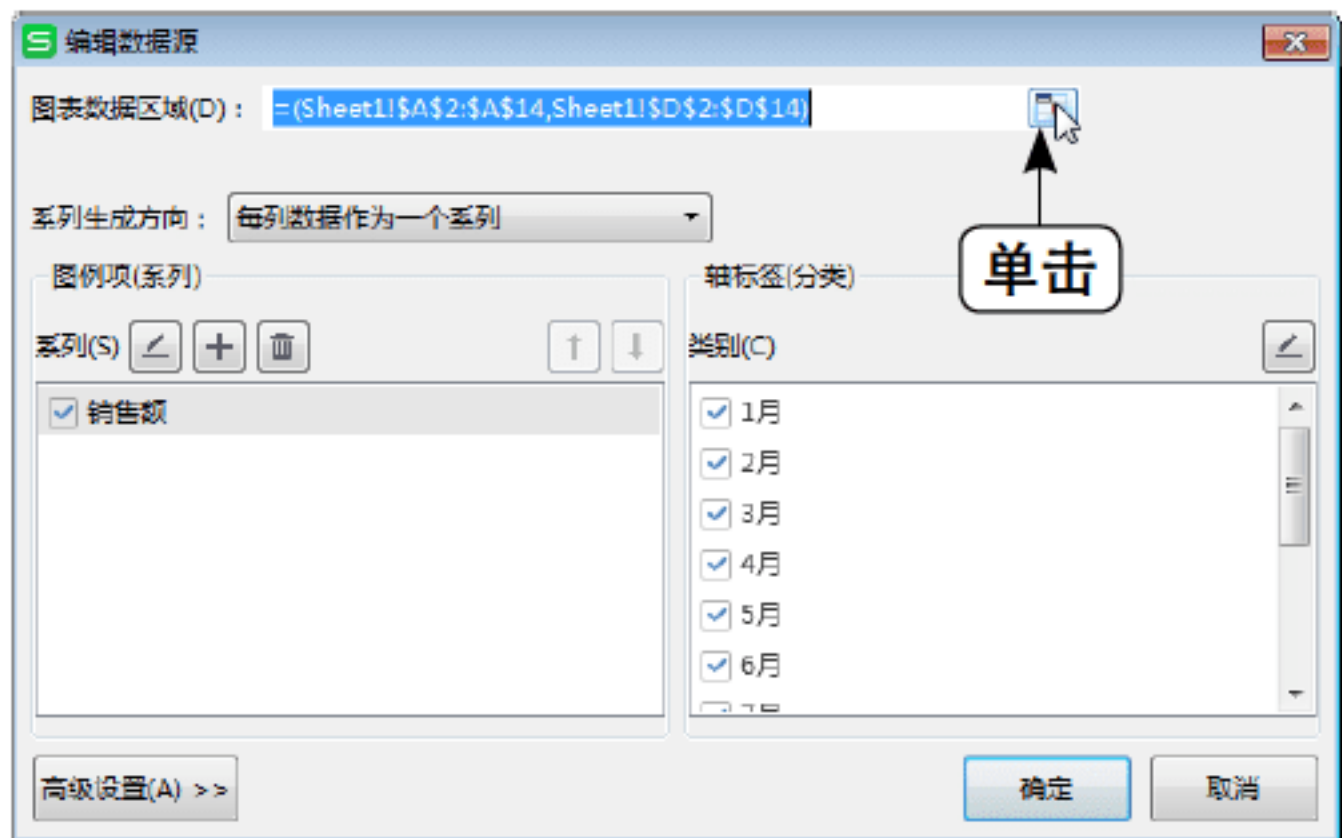 编辑数据源
图表数据区域(D)： =(Sheet1!$A$2:$A$14,Sheet1!$D$2:$D$14)
系列生成方向： 每列数据作为一个系列
单击
图例项(系列)
轴标签(分类)
系列(S)
类别(C)
销售额
1月
2月
3月
4月
5月
6月
高级设置(A) >>
确定
取消